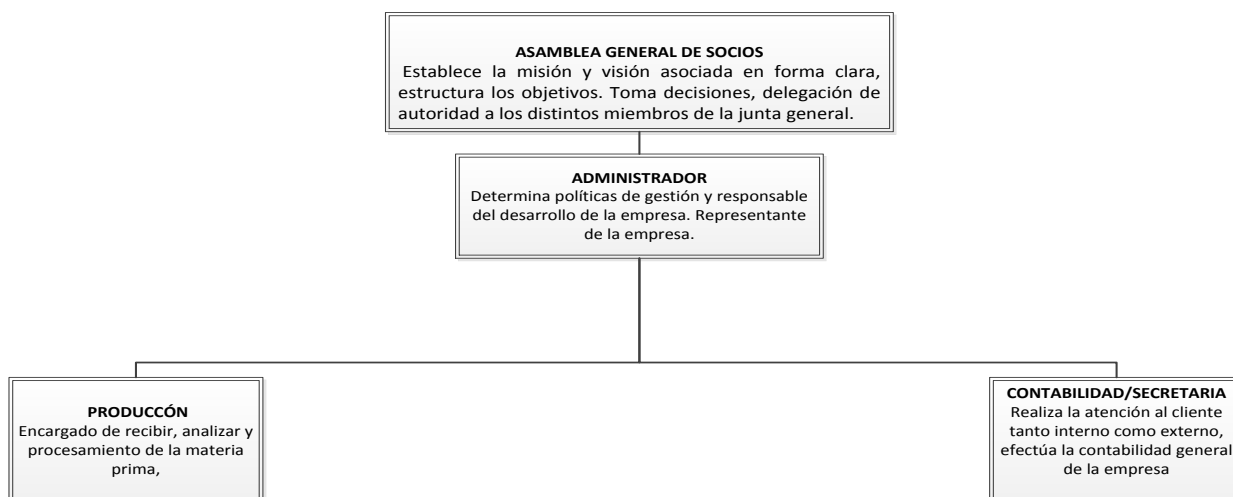 ASAMBLEA GENERAL DE SOCIOS
Establece la misión y visión asociada en forma clara,
estructura los objetivos. Toma decisiones, delegación de
autoridad a los distintos miembros de la junta general.
ADMINISTRADOR
Determina políticas de gestión y responsable
del desarrollo de la empresa. Representante
de la empresa.
PRODUCCÓN
Encargado de recibir, analizar y
procesamiento de la materia
prima,
CONTABILIDAD/SECRETARIA
Realiza la atención al cliente
tanto interno como externo,
efectúa la contabilidad general
de la empresa